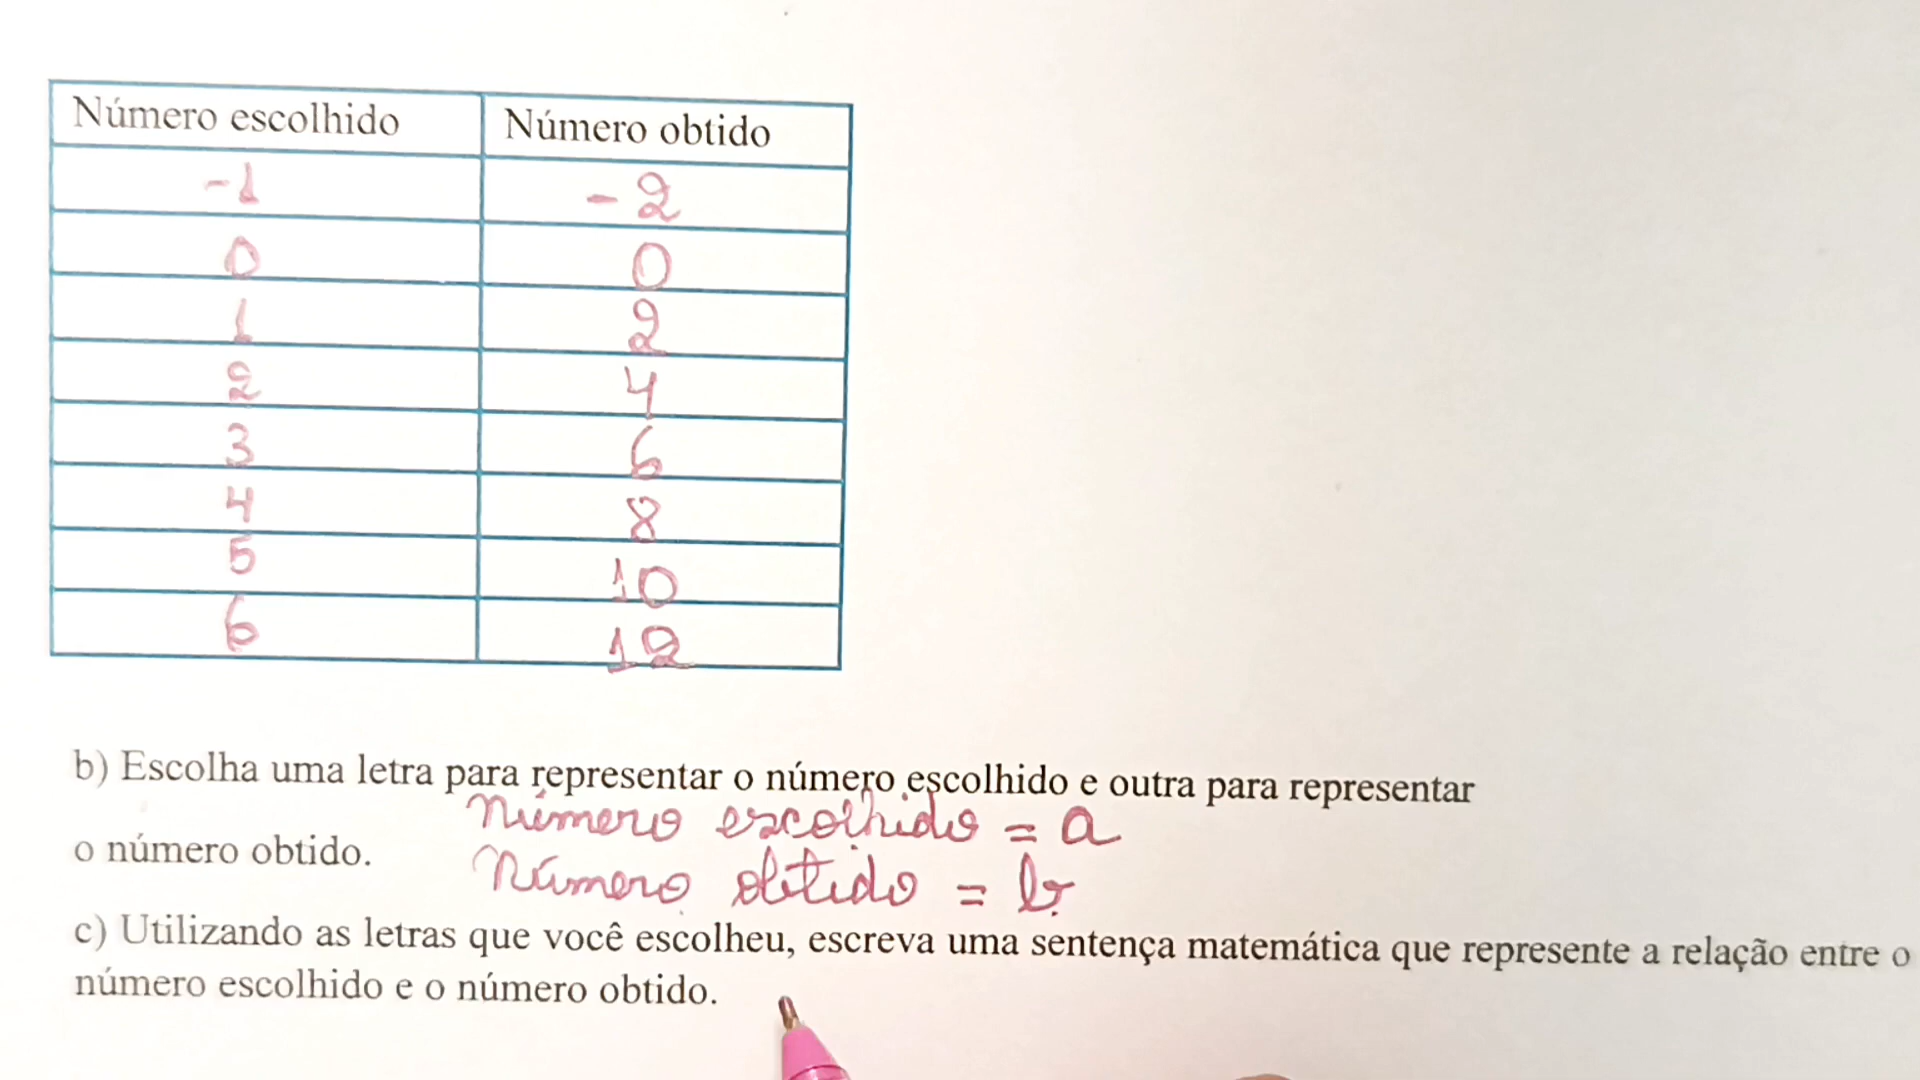 Número escolhido Número obtido
-1 -2
0 0
1 2
2 4
3 6
4 8
5 10
6 12
b) Escolha uma letra para representar o número escolhido e outra para representar
Número escolhido = a
o número obtido.
Número obtido = b
c) Utilizando as letras que você escolheu, escreva uma sentença matemática que represente a relação entre o
número escolhido e o número obtido.